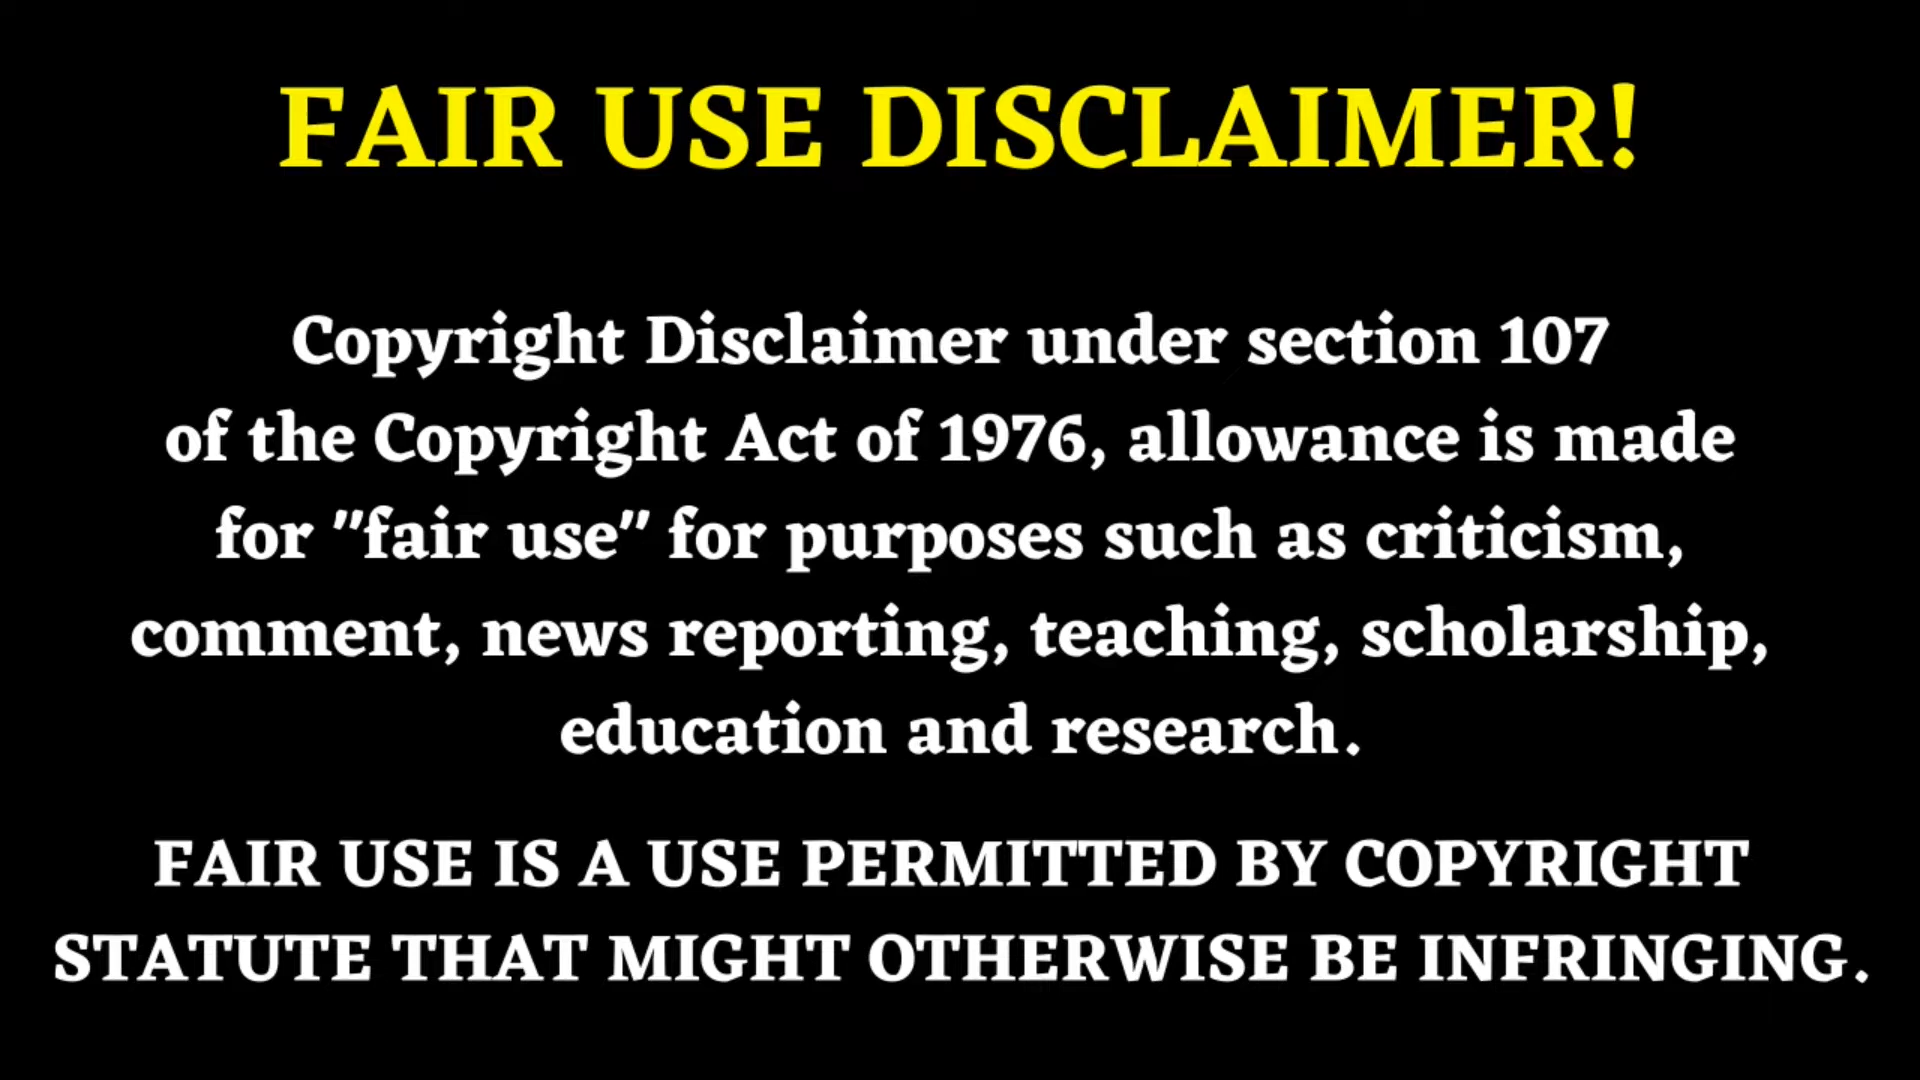 FAIR USE DISCLAIMER!
Copyright Disclaimer under section 107
of the Copyright Act of 1976, allowance is made
for "fair use" for purposes such as criticism,
comment, news reporting, teaching, scholarship,
education and research.
FAIR USE IS A USE PERMITTED BY COPYRIGHT
STATUTE THAT MIGHT OTHERWISE BE INFRINGING.